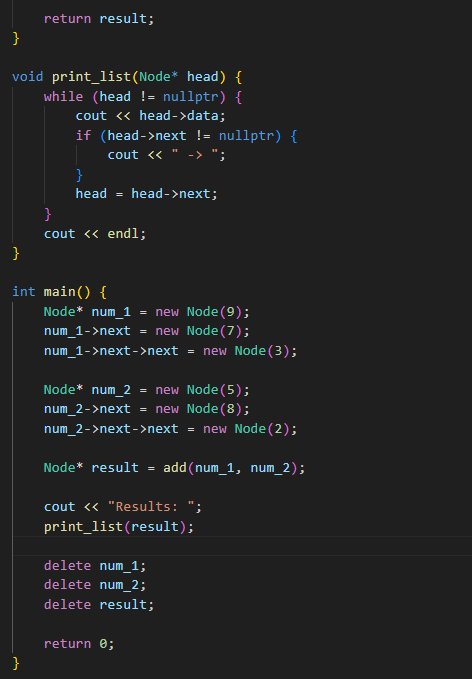 return result;
}

void print_list(Node* head) {
    while (head != nullptr) {
        cout << head->data;
        if (head->next != nullptr) {
            cout << " -> ";
        }
        head = head->next;
    }
    cout << endl;
}

int main() {
    Node* num_1 = new Node(9);
    num_1->next = new Node(7);
    num_1->next->next = new Node(3);

    Node* num_2 = new Node(5);
    num_2->next = new Node(8);
    num_2->next->next = new Node(2);

    Node* result = add(num_1, num_2);

    cout << "Results: ";
    print_list(result);

    delete num_1;
    delete num_2;
    delete result;

    return 0;
}